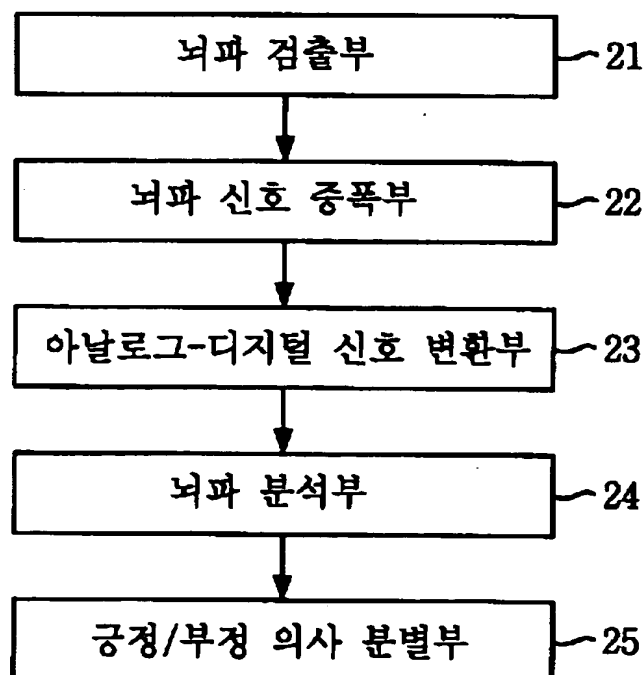 뇌파 검출부 21
뇌파 신호 증폭부 22
아날로그-디지털 신호 변환부 23
뇌파 분석부 24
긍정/부정 의사 분별부 25